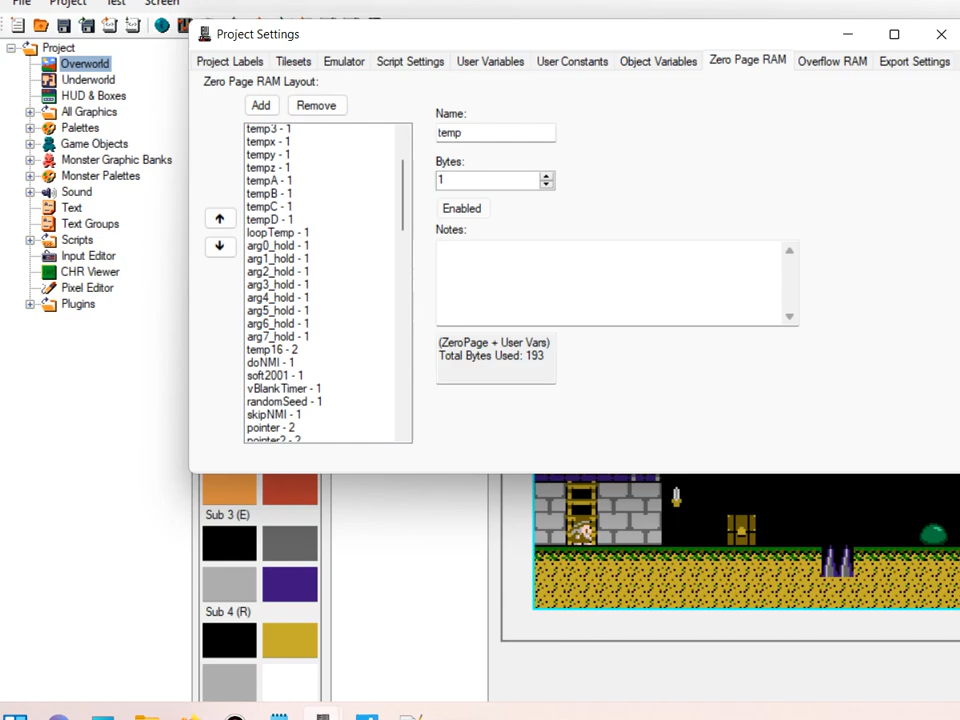 File Project Test Screen
Project Settings
Project
Overworld
Underworld
HUD & Boxes
All Graphics
Palettes
Game Objects
Monster Graphic Banks
Monster Palettes
Sound
Text
Text Groups
Scripts
Input Editor
CHR Viewer
Pixel Editor
Plugins
Project Labels Tilesets Emulator Script Settings User Variables User Constants Object Variables Zero Page RAM Overflow RAM Export Settings
Zero Page RAM Layout:
Add Remove
temp3 - 1
tempx - 1
tempy - 1
tempz - 1
tempA - 1
tempB - 1
tempC - 1
tempD - 1
loopTemp - 1
arg0_hold - 1
arg1_hold - 1
arg2_hold - 1
arg3_hold - 1
arg4_hold - 1
arg5_hold - 1
arg6_hold - 1
arg7_hold - 1
temp16 - 2
doNMI - 1
soft2001 - 1
vBlankTimer - 1
randomSeed - 1
skipNMI - 1
pointer - 2
pointer2 - 2
Name:
temp
Bytes:
1
Enabled
Notes:
(ZeroPage + User Vars)
Total Bytes Used: 193
Sub 3 (E)
Sub 4 (R)